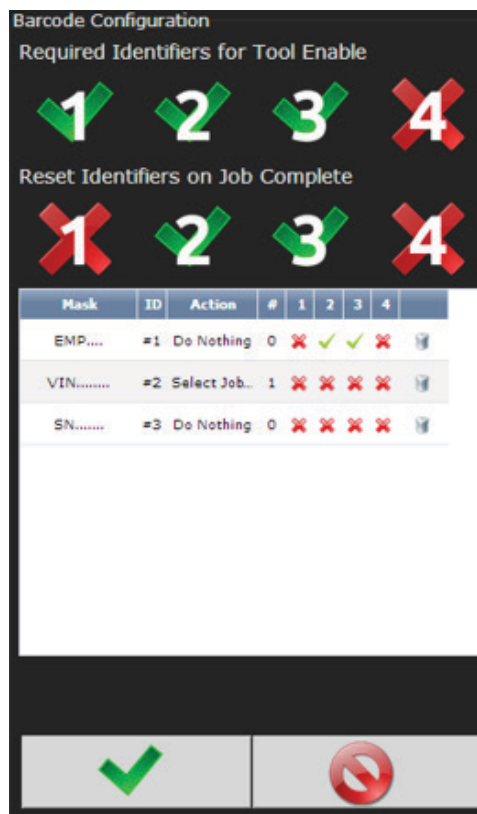 Barcode Configuration
Required Identifiers for Tool Enable
1 2 3 4
Reset Identifiers on Job Complete
1 2 3 4
Mask ID Action # 1 2 3 4
EMP.... #1 Do Nothing 0
VIN........ #2 Select Job.. 1
SN....... #3 Do Nothing 0